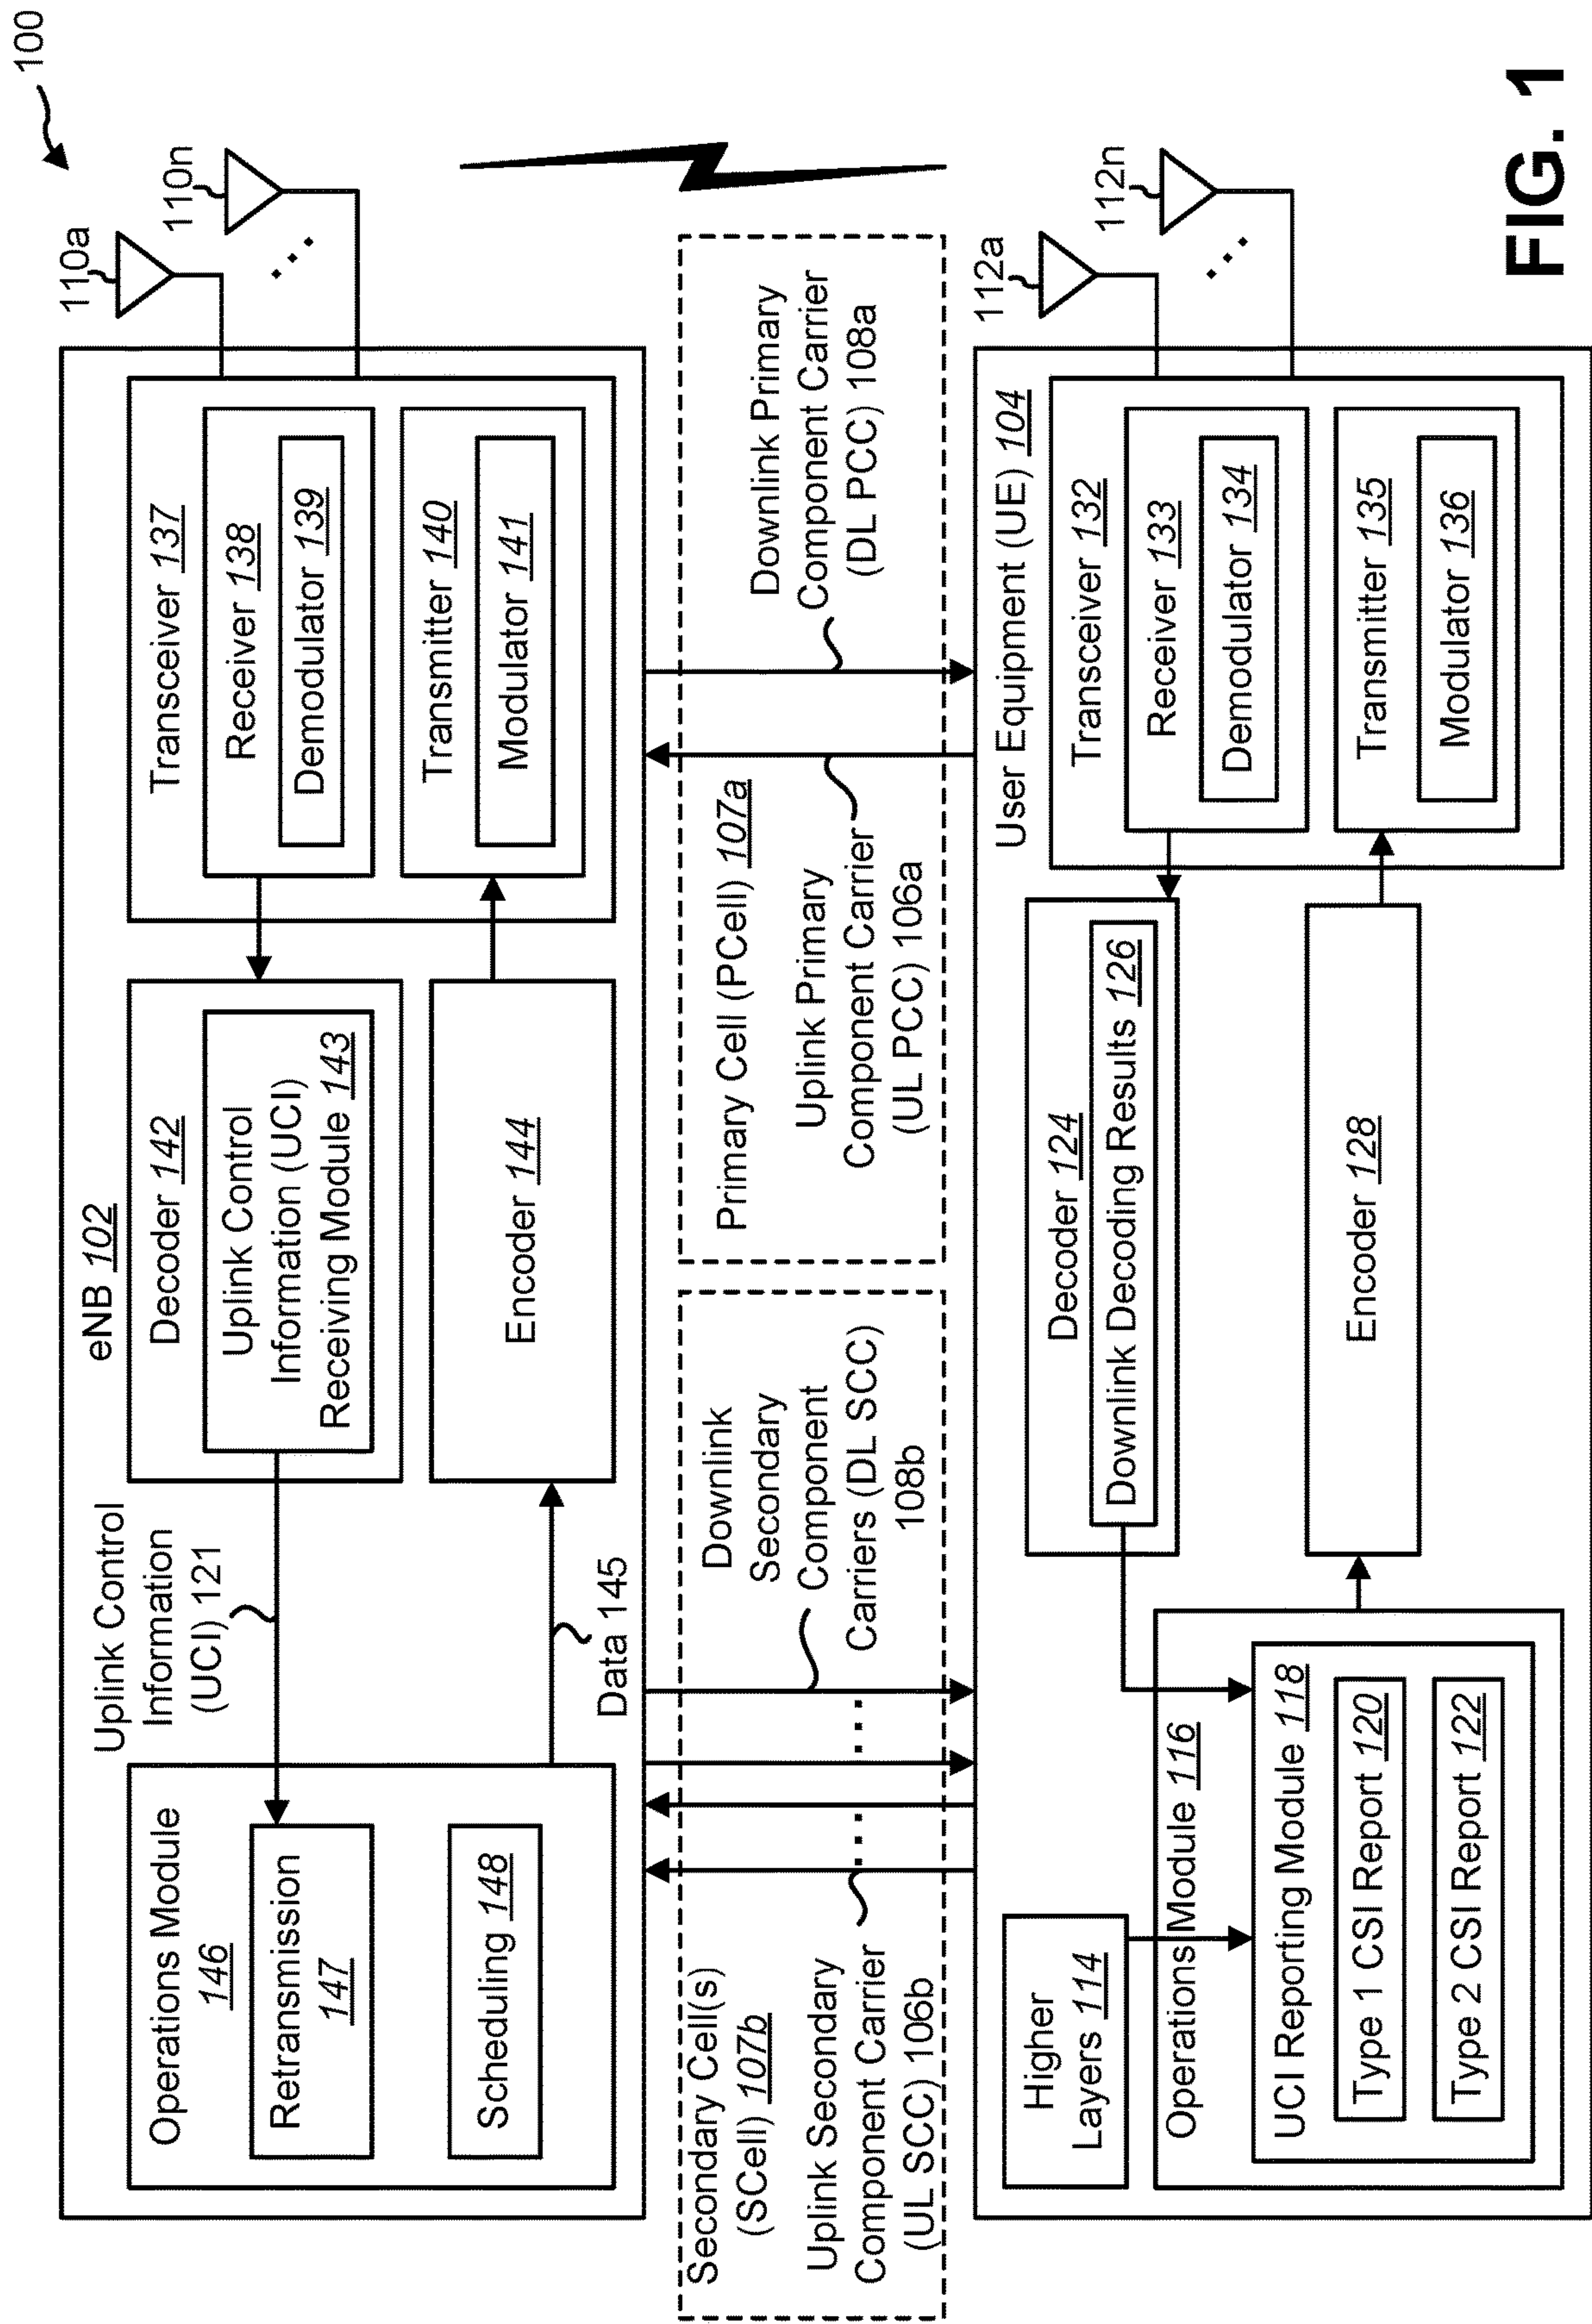 100
110a
110n
eNB 102
Operations Module
146
Retransmission
147
Scheduling 148
Uplink Control
Information
(UCI) 121
Data 145
Decoder 142
Uplink Control
Information (UCI)
Receiving Module 143
Encoder 144
Transceiver 137
Receiver 138
Demodulator 139
Transmitter 140
Modulator 141
Secondary Cell(s)
(SCell) 107b
Uplink Secondary
Component Carrier
(UL SCC) 106b
Downlink
Secondary
Component
Carriers (DL SCC)
108b
Primary Cell (PCell) 107a
Uplink Primary
Component Carrier
(UL PCC) 106a
Downlink Primary
Component Carrier
(DL PCC) 108a
112a
112n
User Equipment (UE) 104
Higher
Layers 114
Operations Module 116
UCI Reporting Module 118
Type 1 CSI Report 120
Type 2 CSI Report 122
Decoder 124
Downlink Decoding Results 126
Encoder 128
Transceiver 132
Receiver 133
Demodulator 134
Transmitter 135
Modulator 136
FIG. 1